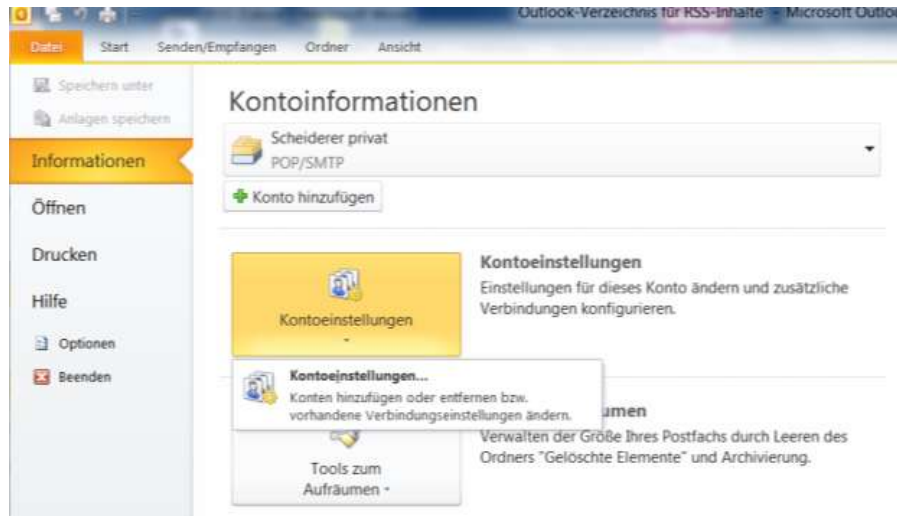 Outlook-Verzeichnis für RSS-Inhalte - Microsoft Outlo
Datei Start Senden/Empfangen Ordner Ansicht
Speichern unter
Anlagen speichern
Informationen
Öffnen
Drucken
Hilfe
Optionen
Beenden
Kontoinformationen
Scheiderer privat
POP/SMTP
Konto hinzufügen
Kontoeinstellungen
Kontoeinstellungen
Einstellungen für dieses Konto ändern und zusätzliche
Verbindungen konfigurieren.
Kontoeinstellungen...
Konten hinzufügen oder entfernen bzw.
vorhandene Verbindungseinstellungen ändern.
umen
Verwalten der Größe Ihres Postfachs durch Leeren des
Ordners "Gelöschte Elemente" und Archivierung.
Tools zum
Aufräumen